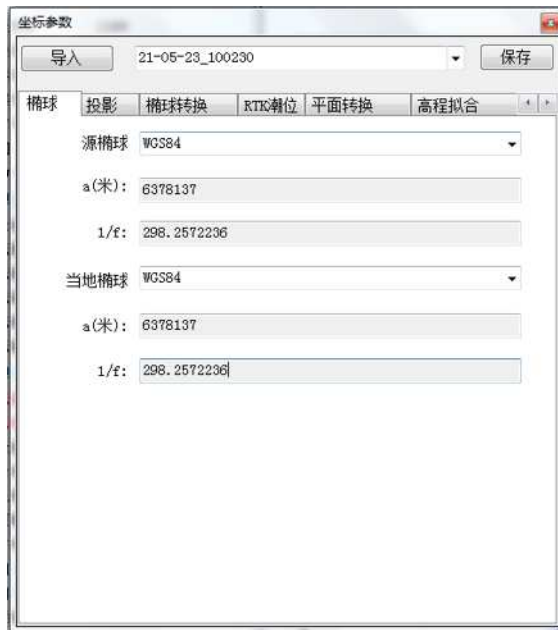 坐标参数
导入 21-05-23_100230 保存
椭球 投影 椭球转换 RTK潮位 平面转换 高程拟合
源椭球 WGS84
a(米): 6378137
1/f: 298.2572236
当地椭球 WGS84
a(米): 6378137
1/f: 298.2572236